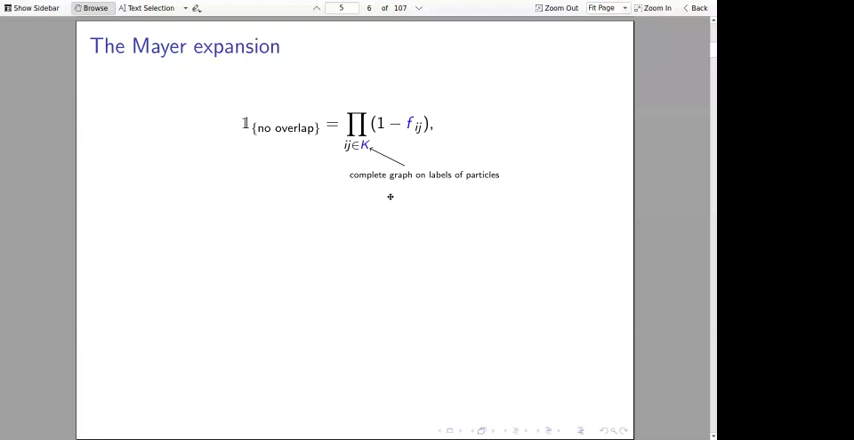 Show Sidebar Browse Text Selection 5 6 of 107 Zoom Out Fit Page Zoom In Back
The Mayer expansion
𝟙{no overlap} = ∏ij∈K (1 − fij),
complete graph on labels of particles